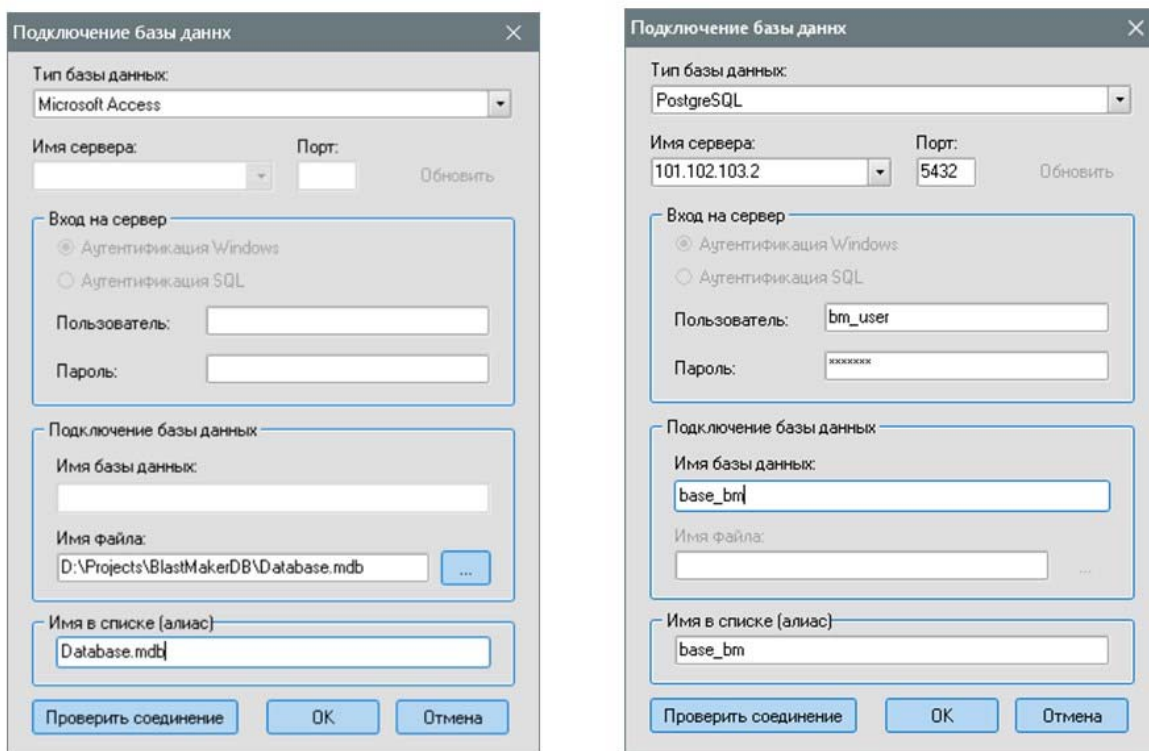 Подключение базы даннх
Тип базы данных:
Microsoft Access
Имя сервера:
Порт:
Обновить
Вход на сервер
Аутентификация Windows
Аутентификация SQL
Пользователь:
Пароль:
Подключение базы данных
Имя базы данных:
Имя файла:
D:\Projects\BlastMakerDB\Database.mdb
...
Имя в списке (алиас)
Database.mdb
Проверить соединение
OK
Отмена
Подключение базы даннх
Тип базы данных:
PostgreSQL
Имя сервера:
Порт:
101.102.103.2
5432
Обновить
Вход на сервер
Аутентификация Windows
Аутентификация SQL
Пользователь:
bm_user
Пароль:
*******
Подключение базы данных
Имя базы данных:
base_bm
Имя файла:
...
Имя в списке (алиас)
base_bm
Проверить соединение
OK
Отмена